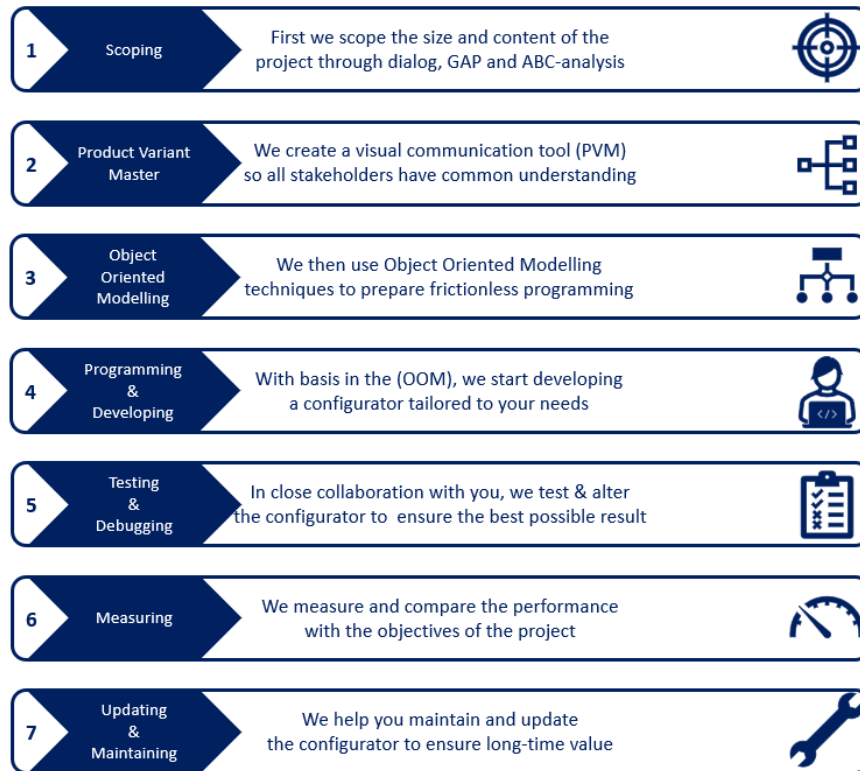 1
Scoping
First we scope the size and content of the
project through dialog, GAP and ABC-analysis
2
Product Variant
Master
We create a visual communication tool (PVM)
so all stakeholders have common understanding
3
Object
Oriented
Modelling
We then use Object Oriented Modelling
techniques to prepare frictionless programming
4
Programming
&
Developing
With basis in the (OOM), we start developing
a configurator tailored to your needs
</>
5
Testing
&
Debugging
In close collaboration with you, we test & alter
the configurator to ensure the best possible result
6
Measuring
We measure and compare the performance
with the objectives of the project
7
Updating
&
Maintaining
We help you maintain and update
the configurator to ensure long-time value